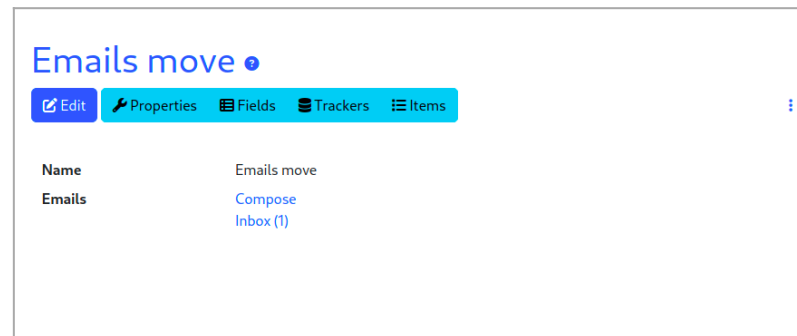 Emails move
Edit Properties Fields Trackers Items
Name Emails move
Emails Compose
Inbox (1)